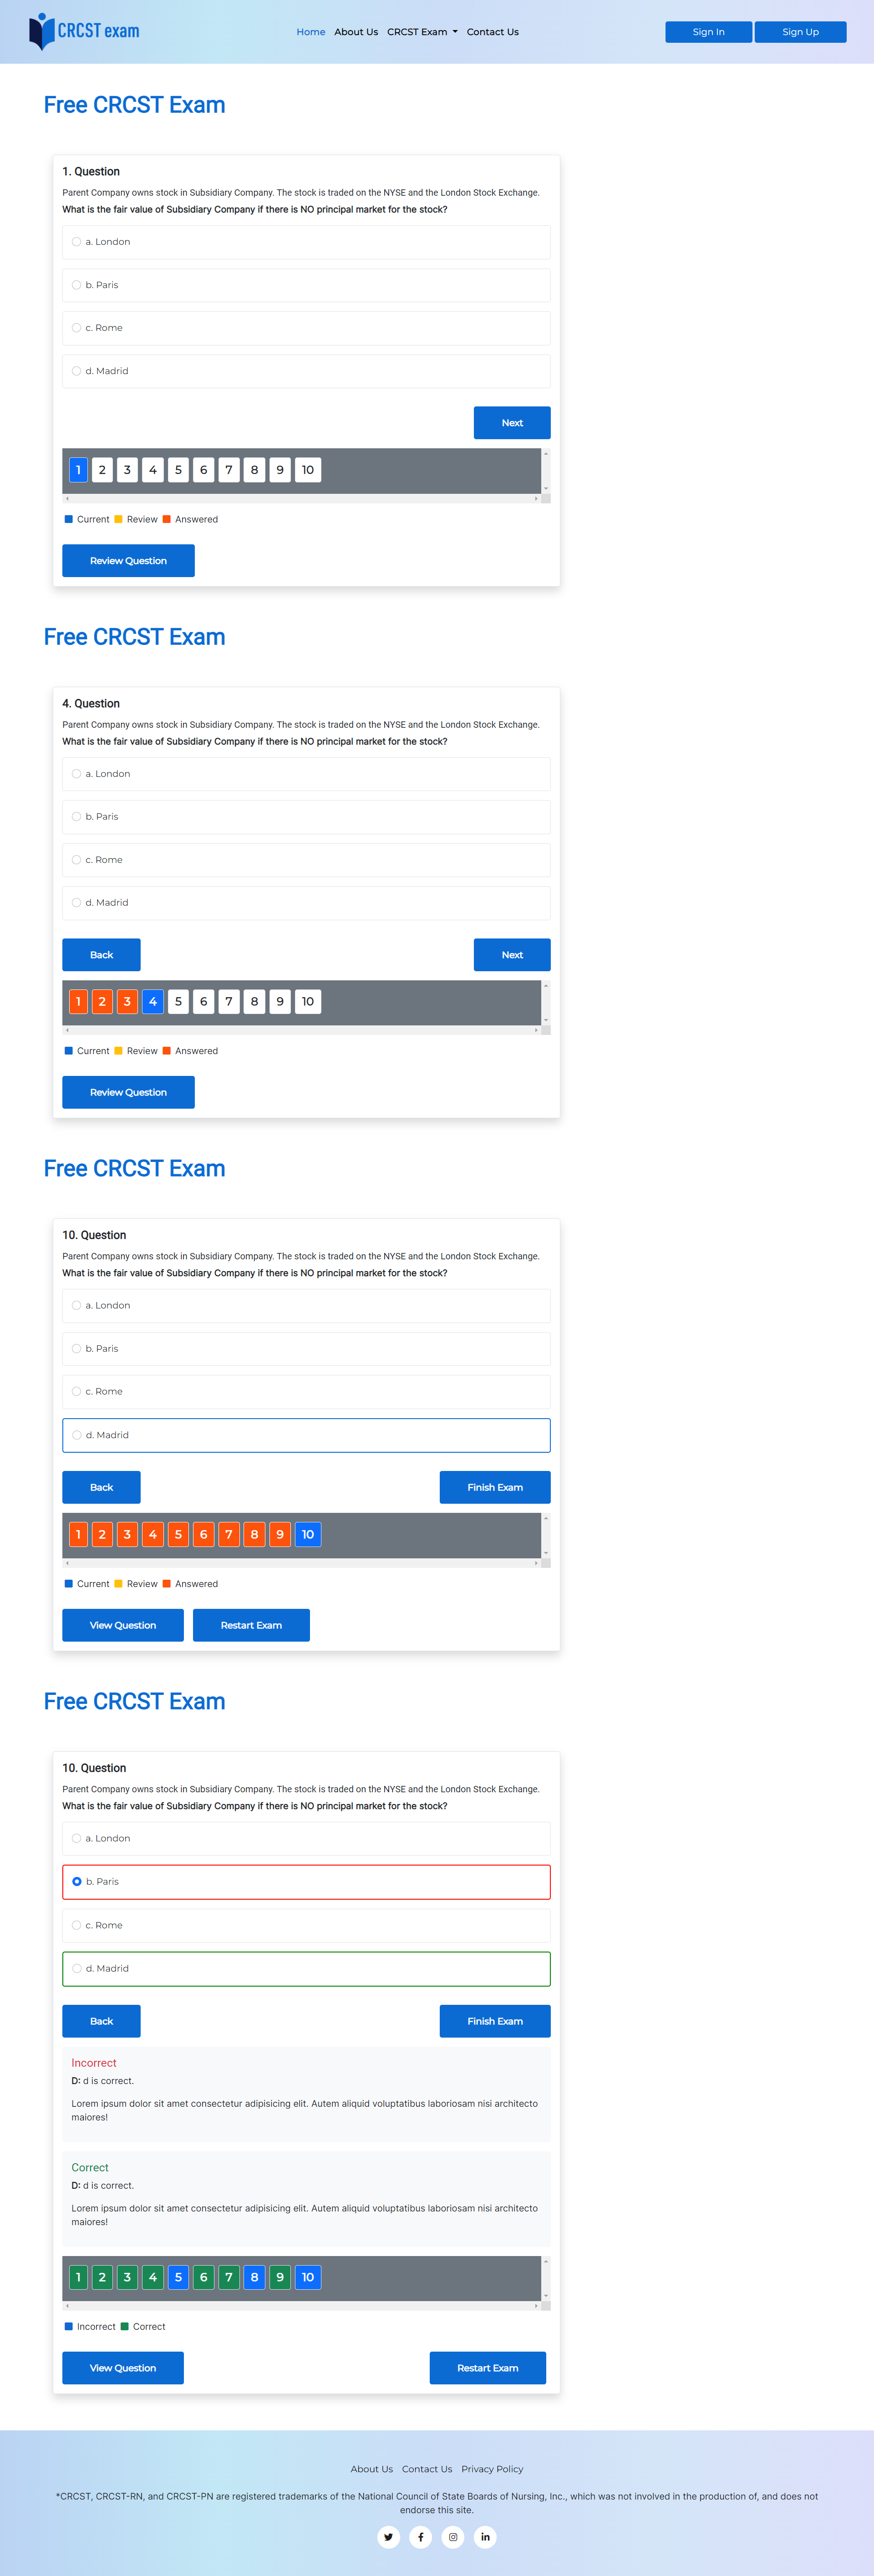 CRCST exam
Home About Us CRCST Exam Contact Us
Sign In Sign Up
Free CRCST Exam
1. Question
Parent Company owns stock in Subsidiary Company. The stock is traded on the NYSE and the London Stock Exchange.
What is the fair value of Subsidiary Company if there is NO principal market for the stock?
a. London
b. Paris
c. Rome
d. Madrid
Next
1 2 3 4 5 6 7 8 9 10
Current Review Answered
Review Question
Free CRCST Exam
4. Question
Parent Company owns stock in Subsidiary Company. The stock is traded on the NYSE and the London Stock Exchange.
What is the fair value of Subsidiary Company if there is NO principal market for the stock?
a. London
b. Paris
c. Rome
d. Madrid
Back Next
1 2 3 4 5 6 7 8 9 10
Current Review Answered
Review Question
Free CRCST Exam
10. Question
Parent Company owns stock in Subsidiary Company. The stock is traded on the NYSE and the London Stock Exchange.
What is the fair value of Subsidiary Company if there is NO principal market for the stock?
a. London
b. Paris
c. Rome
d. Madrid
Back Finish Exam
1 2 3 4 5 6 7 8 9 10
Current Review Answered
View Question Restart Exam
Free CRCST Exam
10. Question
Parent Company owns stock in Subsidiary Company. The stock is traded on the NYSE and the London Stock Exchange.
What is the fair value of Subsidiary Company if there is NO principal market for the stock?
a. London
b. Paris
c. Rome
d. Madrid
Back Finish Exam
Incorrect
D: d is correct.
Lorem ipsum dolor sit amet consectetur adipisicing elit. Autem aliquid voluptatibus laboriosam nisi architecto
maiores!
Correct
D: d is correct.
Lorem ipsum dolor sit amet consectetur adipisicing elit. Autem aliquid voluptatibus laboriosam nisi architecto
maiores!
1 2 3 4 5 6 7 8 9 10
Incorrect Correct
View Question Restart Exam
About Us Contact Us Privacy Policy
*CRCST, CRCST-RN, and CRCST-PN are registered trademarks of the National Council of State Boards of Nursing, Inc., which was not involved in the production of, and does not
endorse this site.